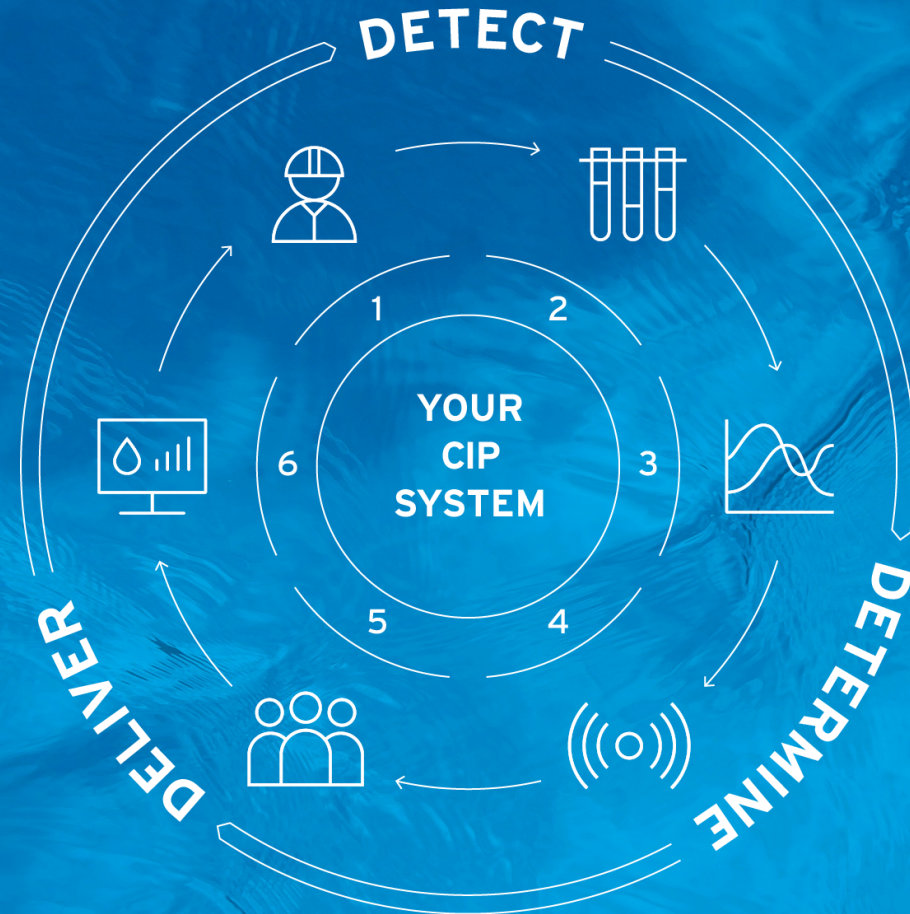 DETECT
1
2
YOUR
CIP
SYSTEM
6
3
5
4
DELIVER
DETERMINE